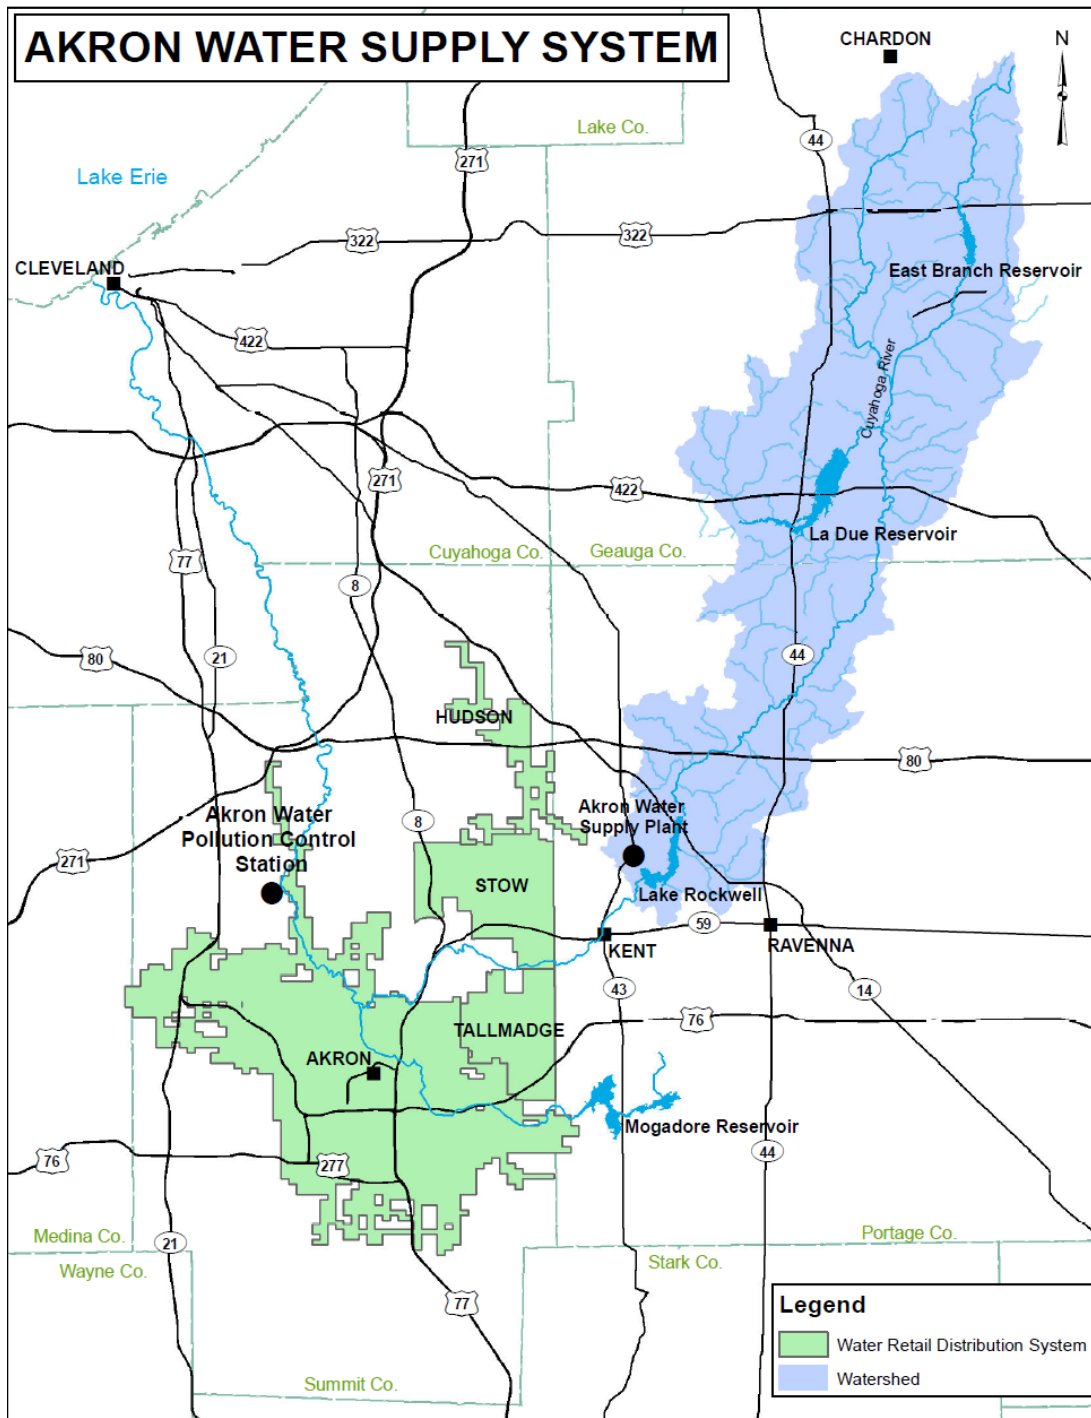 AKRON WATER SUPPLY SYSTEM
CHARDON
N
Lake Co.
44
271
Lake Erie
322
322
CLEVELAND
East Branch Reservoir
422
Cuyahoga River
271
422
La Due Reservoir
Cuyahoga Co.
Geauga Co.
77
8
80
21
44
HUDSON
80
Akron Water
Supply Plant
Akron Water
Pollution Control
Station
8
271
STOW
Lake Rockwell
59
KENT
RAVENNA
43
14
76
TALLMADGE
AKRON
Mogadore Reservoir
76
277
44
Medina Co.
21
Portage Co.
Wayne Co.
Stark Co.
77
Summit Co.
Legend
Water Retail Distribution System
Watershed